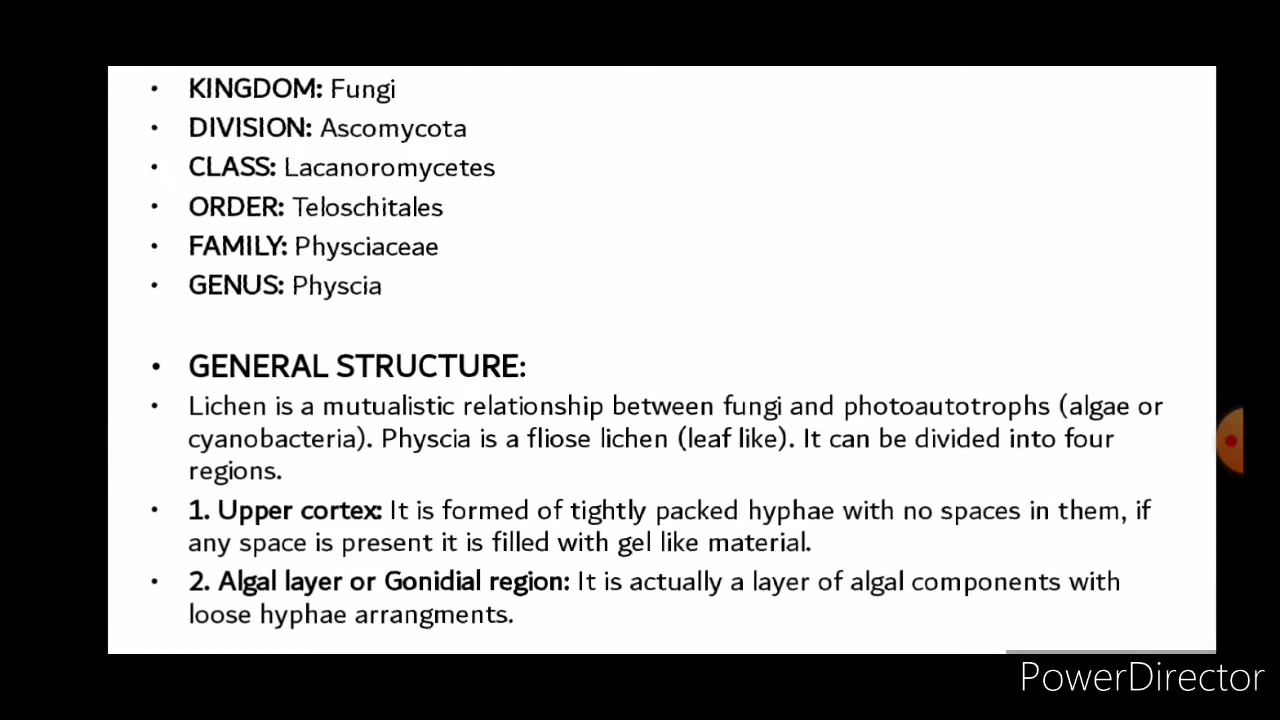 • KINGDOM: Fungi
• DIVISION: Ascomycota
• CLASS: Lacanoromycetes
• ORDER: Teloschitales
• FAMILY: Physciaceae
• GENUS: Physcia
• GENERAL STRUCTURE:
• Lichen is a mutualistic relationship between fungi and photoautotrophs (algae or
cyanobacteria). Physcia is a fliose lichen (leaf like). It can be divided into four
regions.
• 1. Upper cortex: It is formed of tightly packed hyphae with no spaces in them, if
any space is present it is filled with gel like material.
• 2. Algal layer or Gonidial region: It is actually a layer of algal components with
loose hyphae arrangments.
PowerDirector